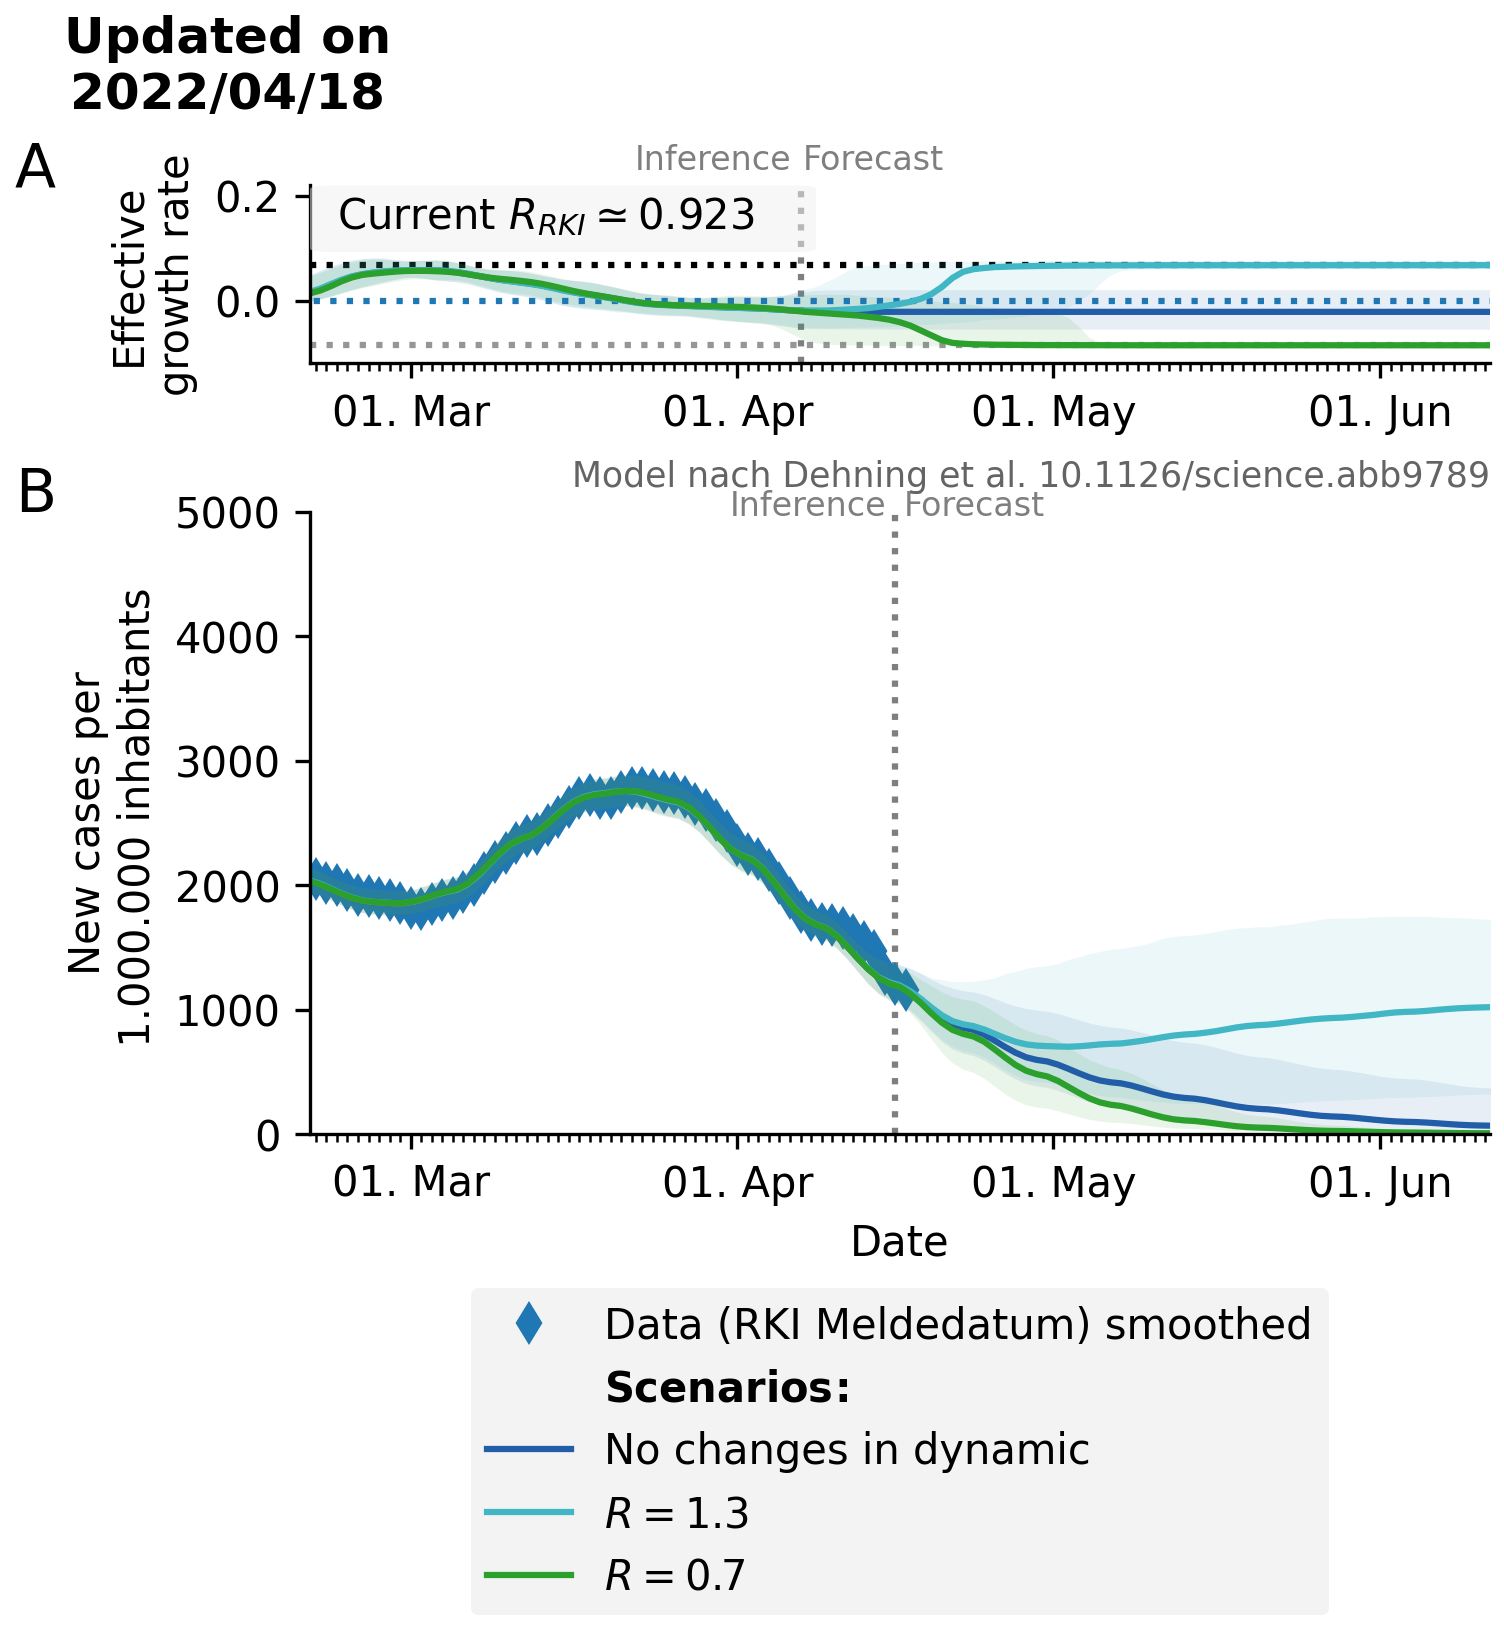 Updated on
2022/04/18
A
Inference Forecast
Effective
growth rate
0.2
0.0
Current R_RKI ≃ 0.923
01. Mar 01. Apr 01. May 01. Jun
B
Model nach Dehning et al. 10.1126/science.abb9789
Inference Forecast
New cases per
1.000.000 inhabitants
5000
4000
3000
2000
1000
0
01. Mar 01. Apr 01. May 01. Jun
Date
Data (RKI Meldedatum) smoothed
Scenarios:
No changes in dynamic
R = 1.3
R = 0.7